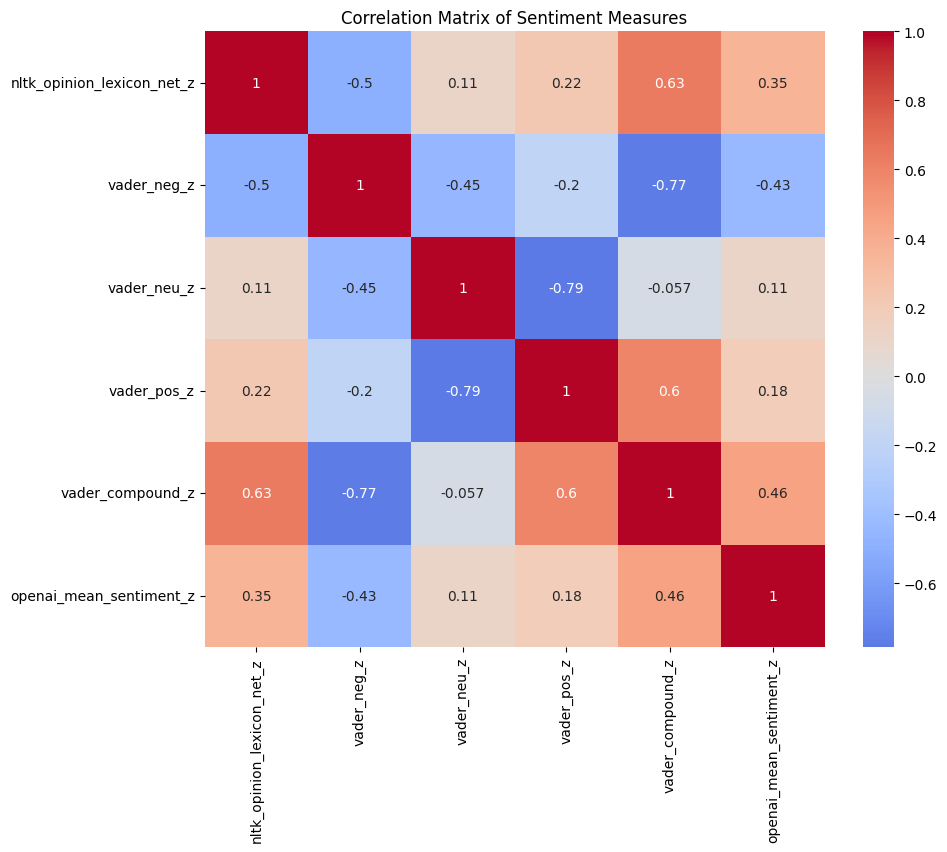 Correlation Matrix of Sentiment Measures
nltk_opinion_lexicon_net_z 1 -0.5 0.11 0.22 0.63 0.35
vader_neg_z -0.5 1 -0.45 -0.2 -0.77 -0.43
vader_neu_z 0.11 -0.45 1 -0.79 -0.057 0.11
vader_pos_z 0.22 -0.2 -0.79 1 0.6 0.18
vader_compound_z 0.63 -0.77 -0.057 0.6 1 0.46
openai_mean_sentiment_z 0.35 -0.43 0.11 0.18 0.46 1
nltk_opinion_lexicon_net_z
vader_neg_z
vader_neu_z
vader_pos_z
vader_compound_z
openai_mean_sentiment_z
1.0
0.8
0.6
0.4
0.2
0.0
−0.2
−0.4
−0.6